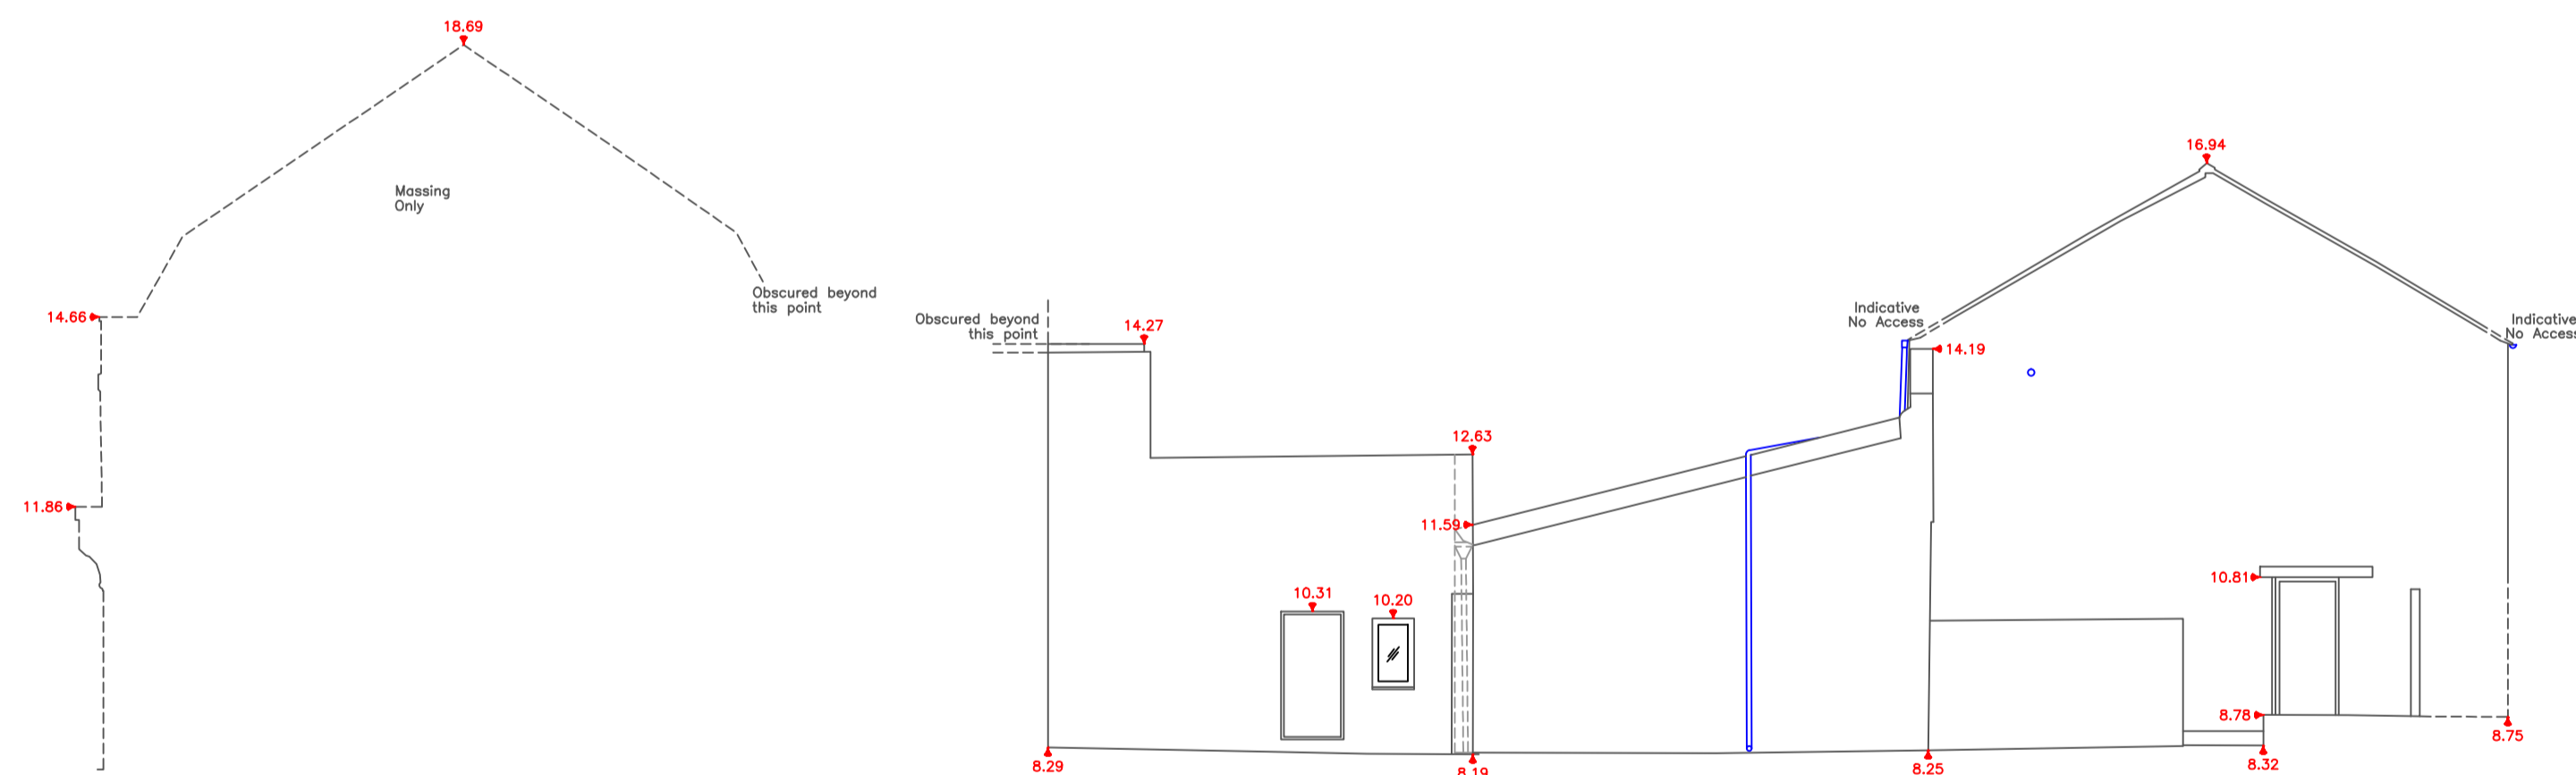 18.69
Massing
Only
14.66
Obscured beyond
this point
11.86
Obscured beyond
this point
14.27
12.63
11.59
10.31
10.20
8.29
8.19
Indicative
No Access
14.19
16.94
Indicative
No Access
10.81
8.78
8.25
8.32
8.75